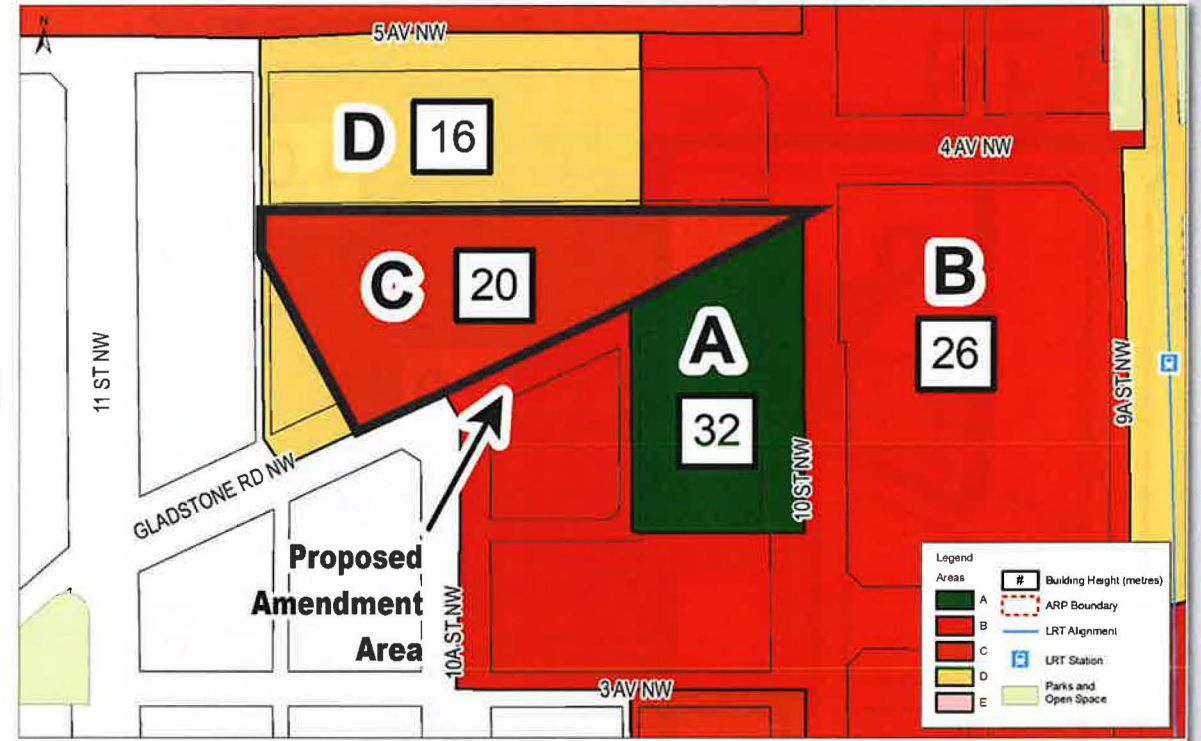 N
5 AV NW
D 16
4 AV NW
C 20
B
26
A
32
11 ST NW
9A ST NW
GLADSTONE RD NW
10 ST NW
Proposed
Amendment
Area
10A ST NW
3 AV NW
Legend
Areas
A
B
C
D
E
# Building Height (metres)
ARP Boundary
LRT Alignment
LRT Station
Parks and
Open Space